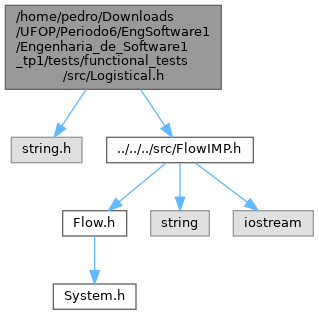 /home/pedro/Downloads
/UFOP/Periodo6/EngSoftware1
/Engenharia_de_Software1
_tp1/tests/functional_tests
/src/Logistical.h
string.h
../../../src/FlowIMP.h
Flow.h
string
iostream
System.h